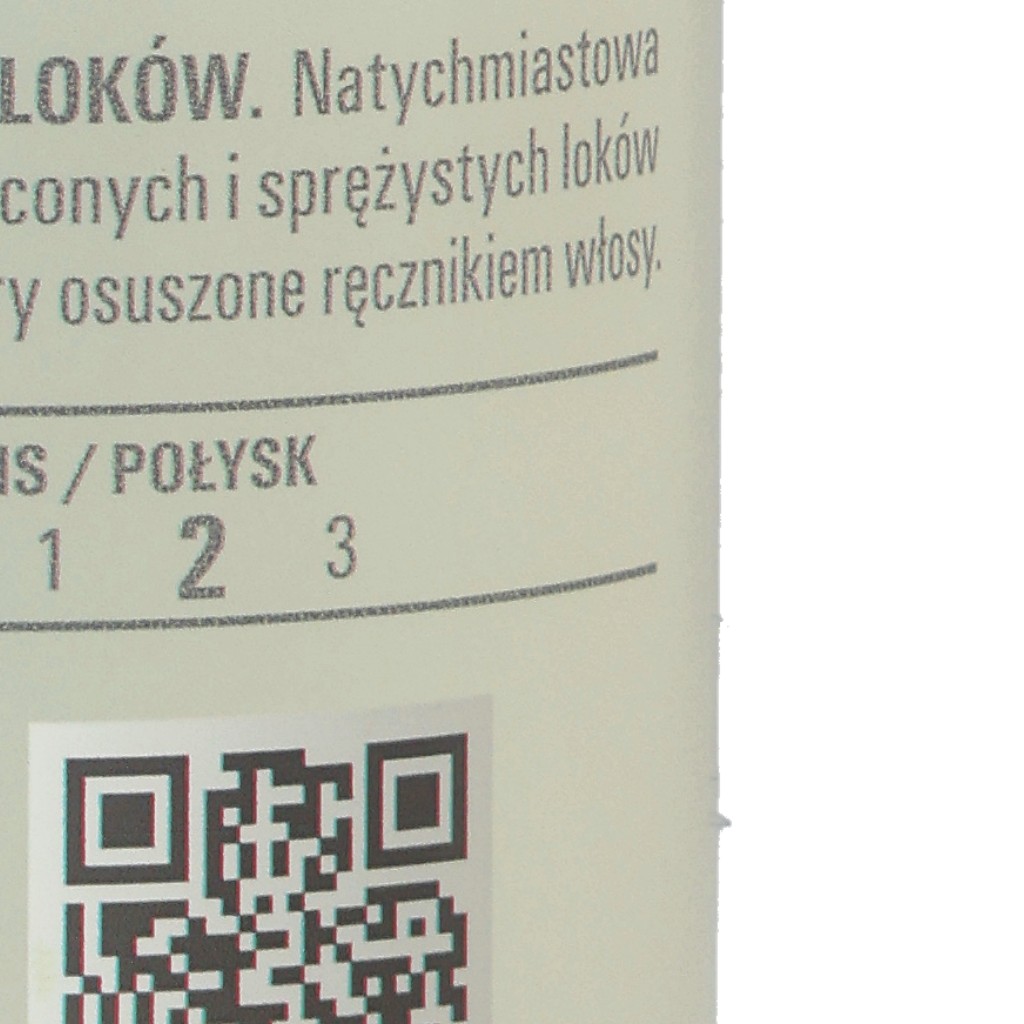 LOKÓW. Natychmiastowa
conych i sprężystych loków
ry osuszone ręcznikiem włosy.
IS / POŁYSK
1 2 3